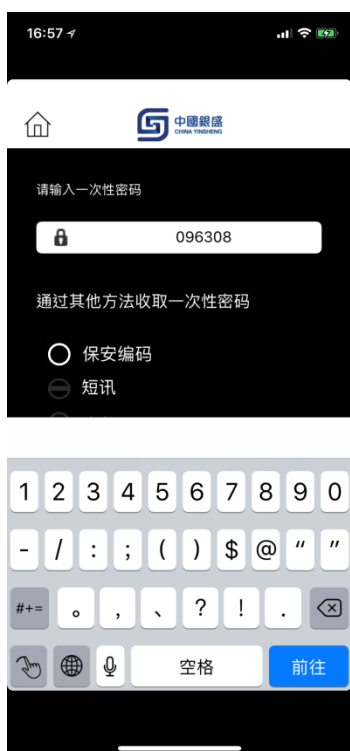 16:57
中國銀盛
CHINA YINSHENG
请输入一次性密码
096308
通过其他方法收取一次性密码
保安编码
短讯
1 2 3 4 5 6 7 8 9 0
- / : ; ( ) $ @ “ ”
#+= 。 , 、 ? ! .
空格 前往